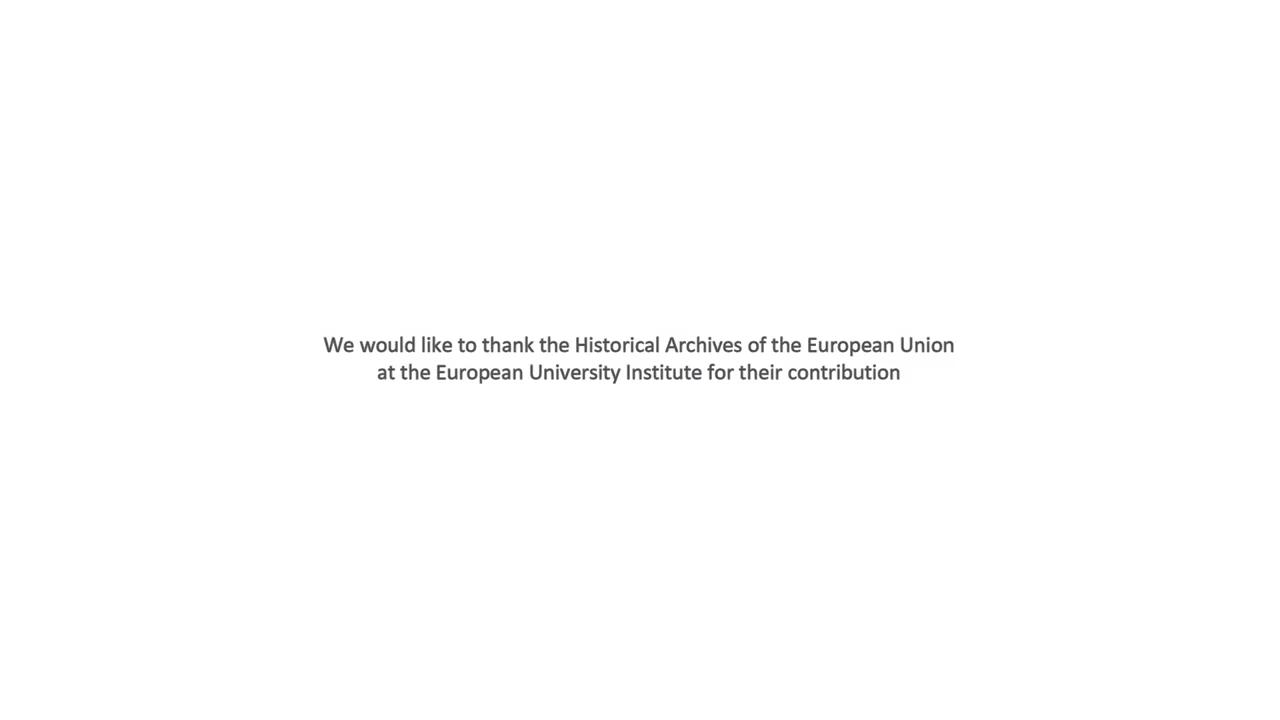 We would like to thank the Historical Archives of the European Union
at the European University Institute for their contribution